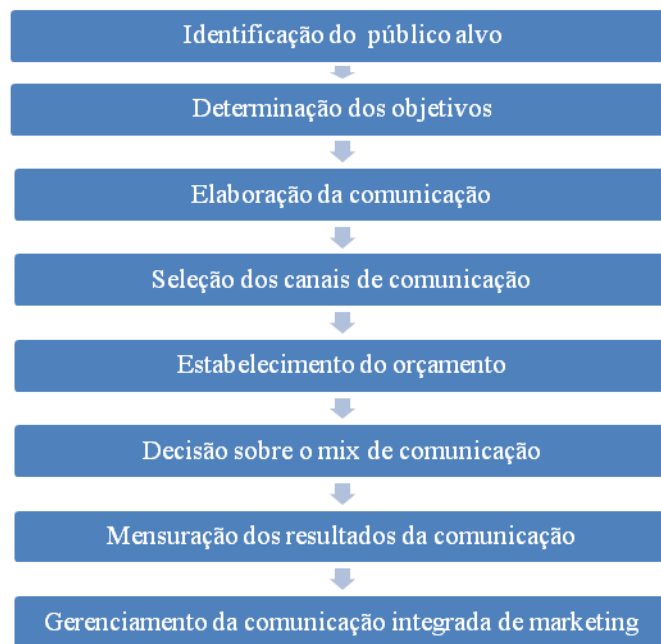 Identificação do público alvo
Determinação dos objetivos
Elaboração da comunicação
Seleção dos canais de comunicação
Estabelecimento do orçamento
Decisão sobre o mix de comunicação
Mensuração dos resultados da comunicação
Gerenciamento da comunicação integrada de marketing